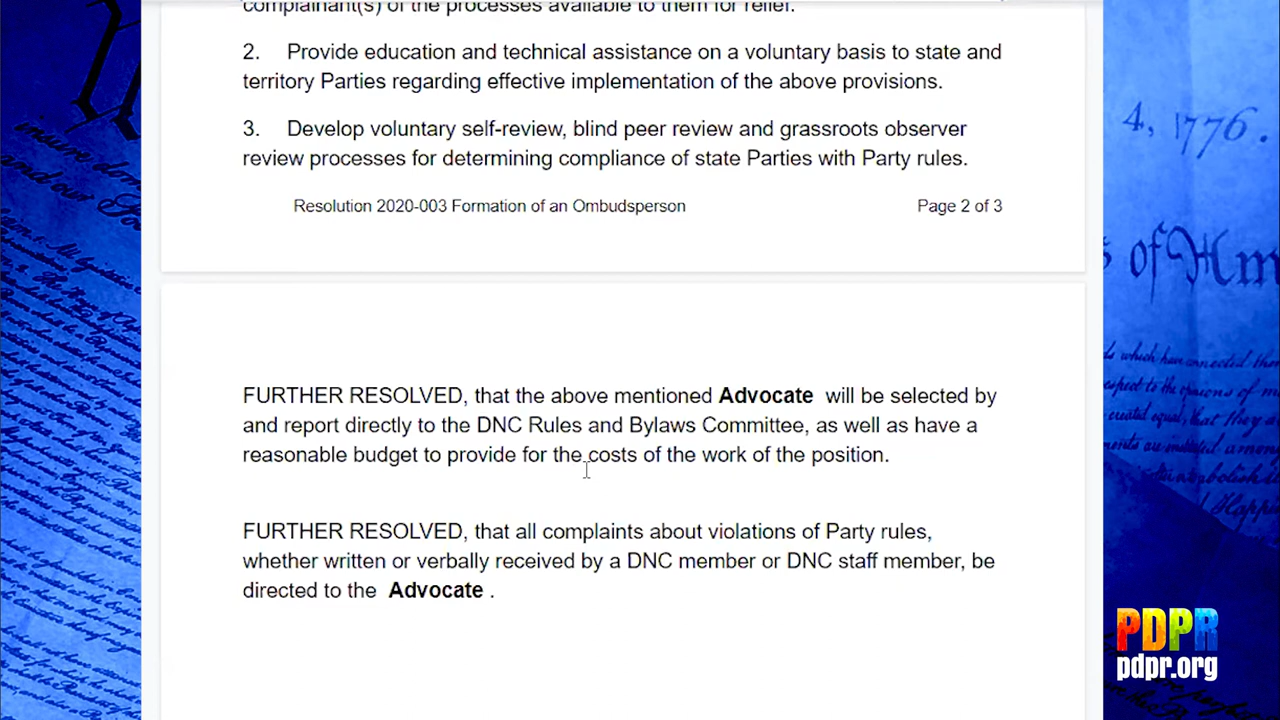 complainant(s) of the processes available to them for relief.
2. Provide education and technical assistance on a voluntary basis to state and
territory Parties regarding effective implementation of the above provisions.
3. Develop voluntary self-review, blind peer review and grassroots observer
review processes for determining compliance of state Parties with Party rules.
Resolution 2020-003 Formation of an Ombudsperson Page 2 of 3
FURTHER RESOLVED, that the above mentioned Advocate will be selected by
and report directly to the DNC Rules and Bylaws Committee, as well as have a
reasonable budget to provide for the costs of the work of the position.
FURTHER RESOLVED, that all complaints about violations of Party rules,
whether written or verbally received by a DNC member or DNC staff member, be
directed to the Advocate .
4, 1776.
of Am
PDPR
pdpr.org